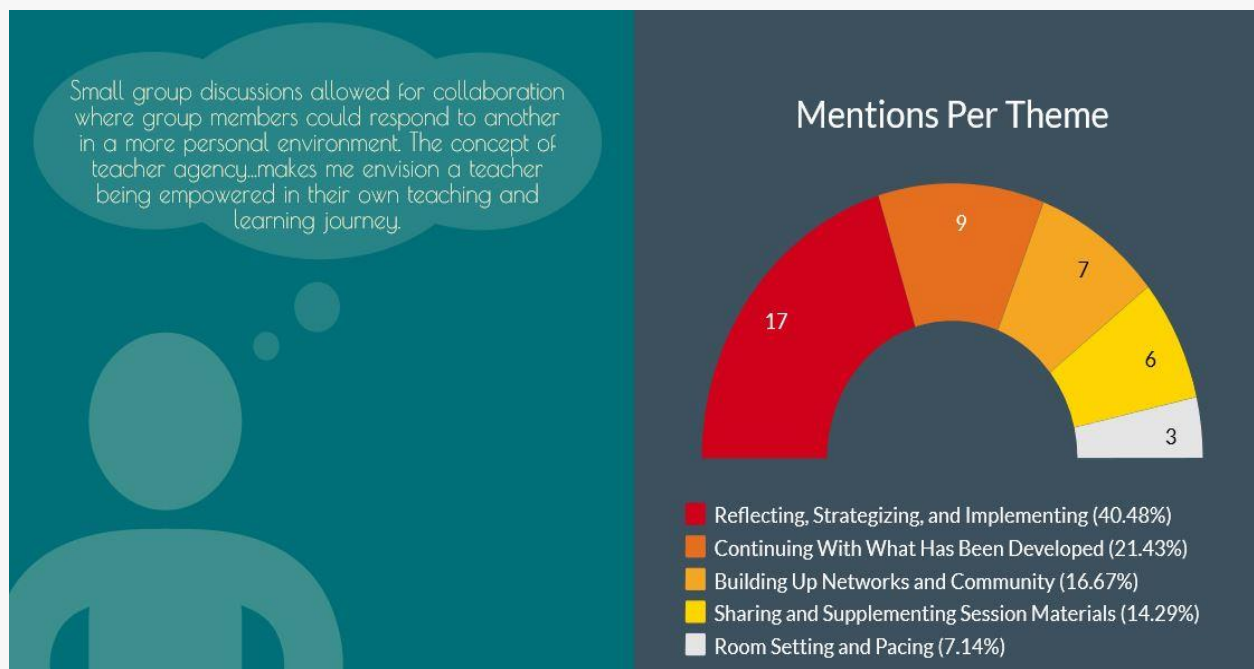 Small group discussions allowed for collaboration
where group members could respond to another
in a more personal environment. The concept of
teacher agency...makes me envision a teacher
being empowered in their own teaching and
learning journey.
Mentions Per Theme
17
9
7
6
3
Reflecting, Strategizing, and Implementing (40.48%)
Continuing With What Has Been Developed (21.43%)
Building Up Networks and Community (16.67%)
Sharing and Supplementing Session Materials (14.29%)
Room Setting and Pacing (7.14%)